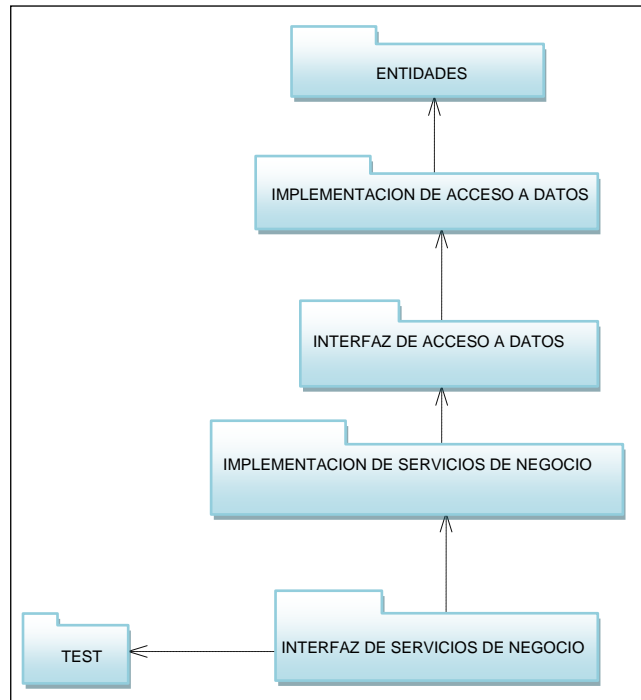 ENTIDADES
IMPLEMENTACION DE ACCESO A DATOS
INTERFAZ DE ACCESO A DATOS
IMPLEMENTACION DE SERVICIOS DE NEGOCIO
INTERFAZ DE SERVICIOS DE NEGOCIO
TEST